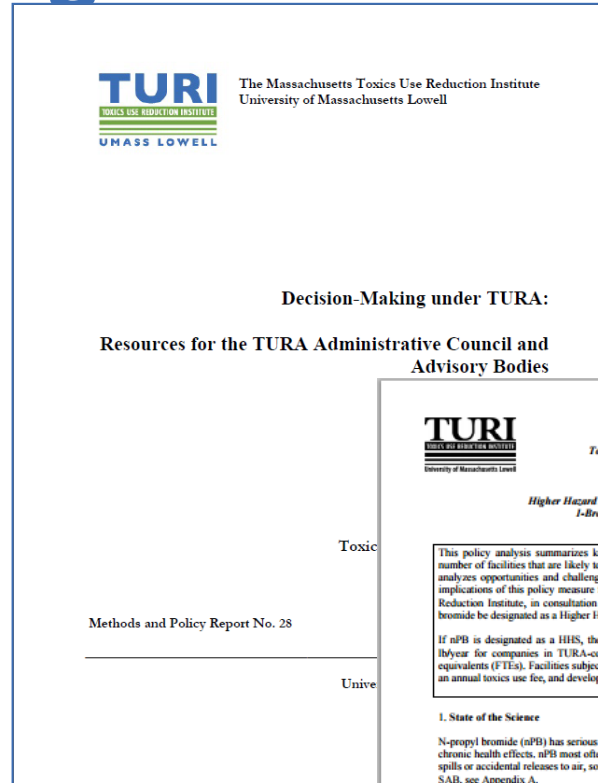 TURI
TOXICS USE REDUCTION INSTITUTE
UMASS LOWELL
The Massachusetts Toxics Use Reduction Institute
University of Massachusetts Lowell
Decision-Making under TURA:
Resources for the TURA Administrative Council and
Advisory Bodies
Toxic
Methods and Policy Report No. 28
Unive
TURI
TOXICS USE REDUCTION INSTITUTE
University of Massachusetts Lowell
Higher Hazard
This policy analysis summarizes
number of facilities that are likely
analyzes opportunities and
implications of this policy measure
Reduction Institute, in consultation
bromide be designated as a Higher
If nPB is designated as a HHS,
lb/year for companies in
equivalents (FTEs). Facilities
an annual toxics use fee, and
1. State of the Science
N-propyl bromide (nPB) has serious
chronic health effects. nPB most
spills or accidental releases to air,
SAB, see Appendix A.